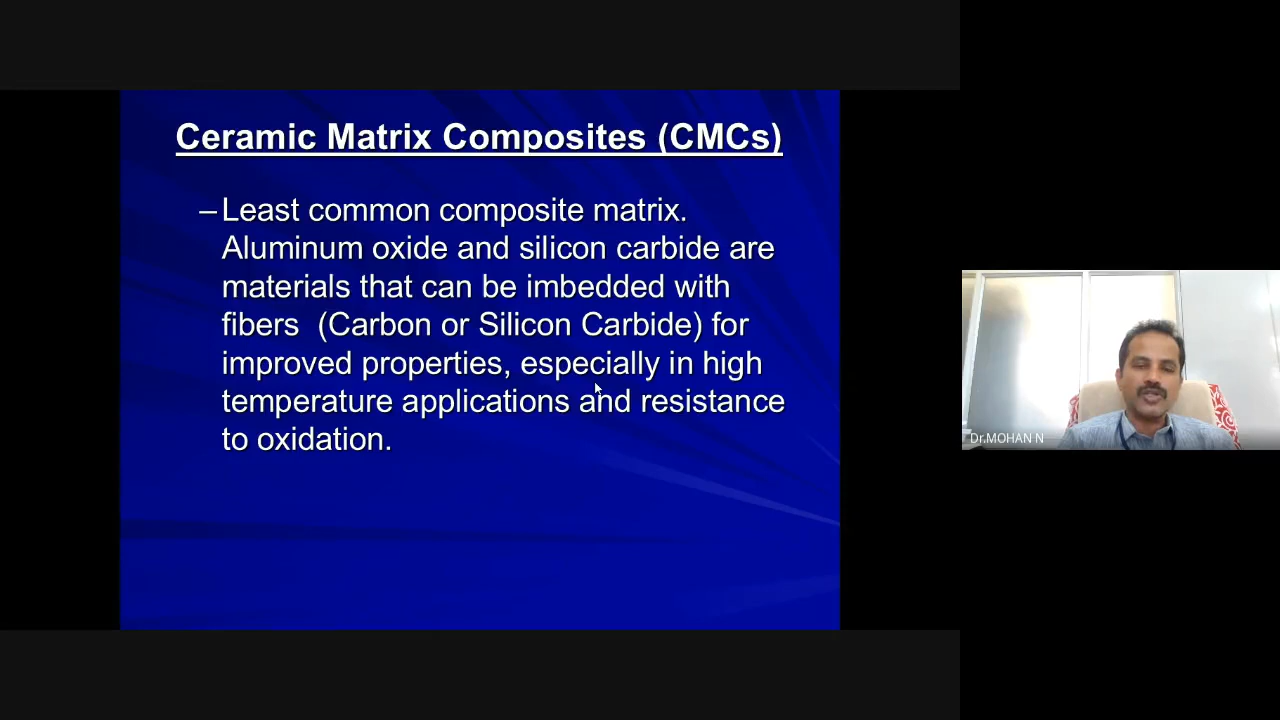 Ceramic Matrix Composites (CMCs)
–Least common composite matrix.
Aluminum oxide and silicon carbide are
materials that can be imbedded with
fibers  (Carbon or Silicon Carbide) for
improved properties, especially in high
temperature applications and resistance
to oxidation.
Dr.MOHAN N